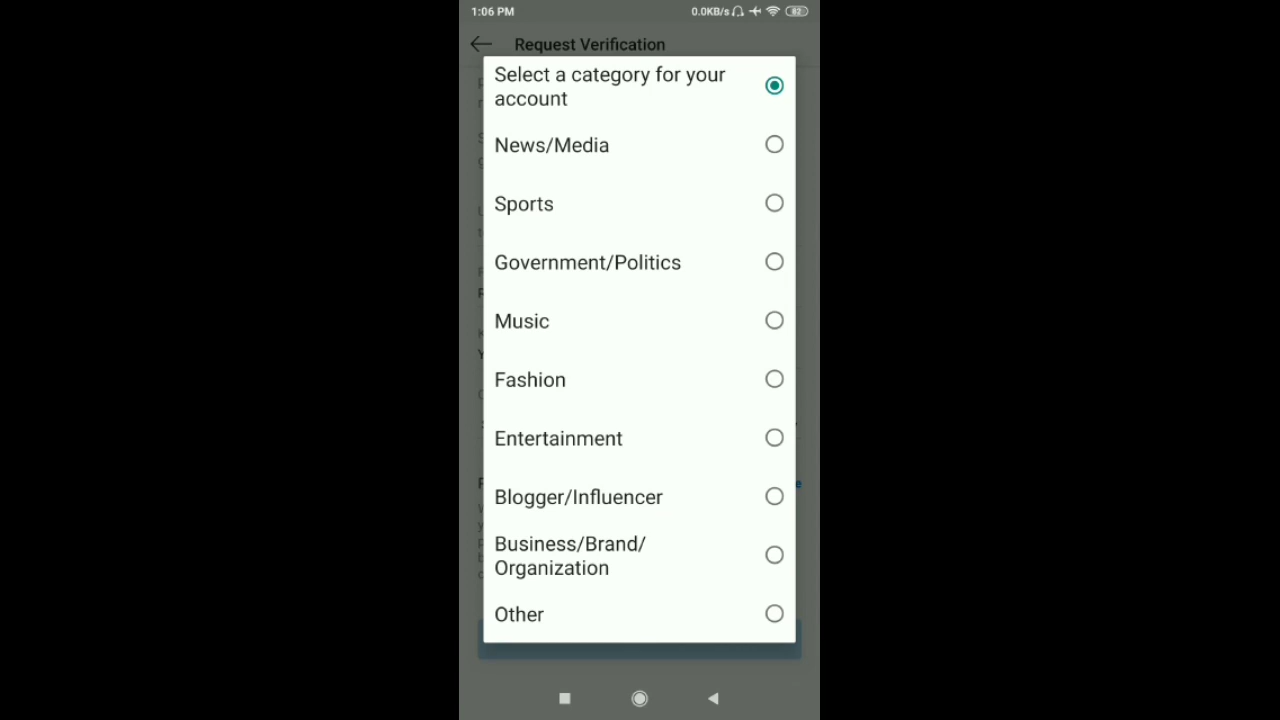 1:06 PM 0.0KB/s 82
Request Verification
Select a category for your
account
News/Media
Sports
Government/Politics
Music
Fashion
Entertainment
Blogger/Influencer
Business/Brand/
Organization
Other